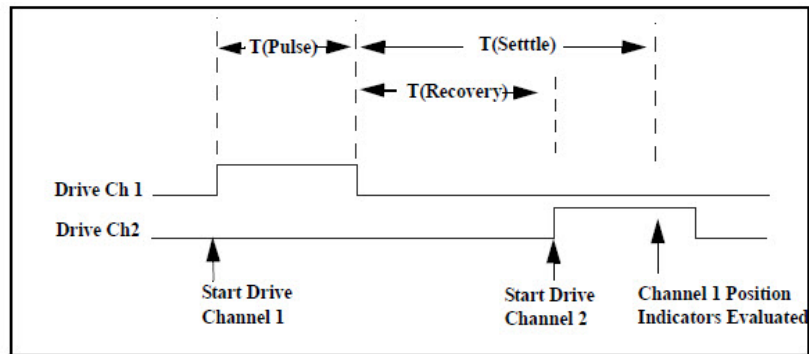 T(Pulse)
T(Setttle)
T(Recovery)
Drive Ch 1
Drive Ch2
Start Drive
Channel 1
Start Drive
Channel 2
Channel 1 Position
Indicators Evaluated